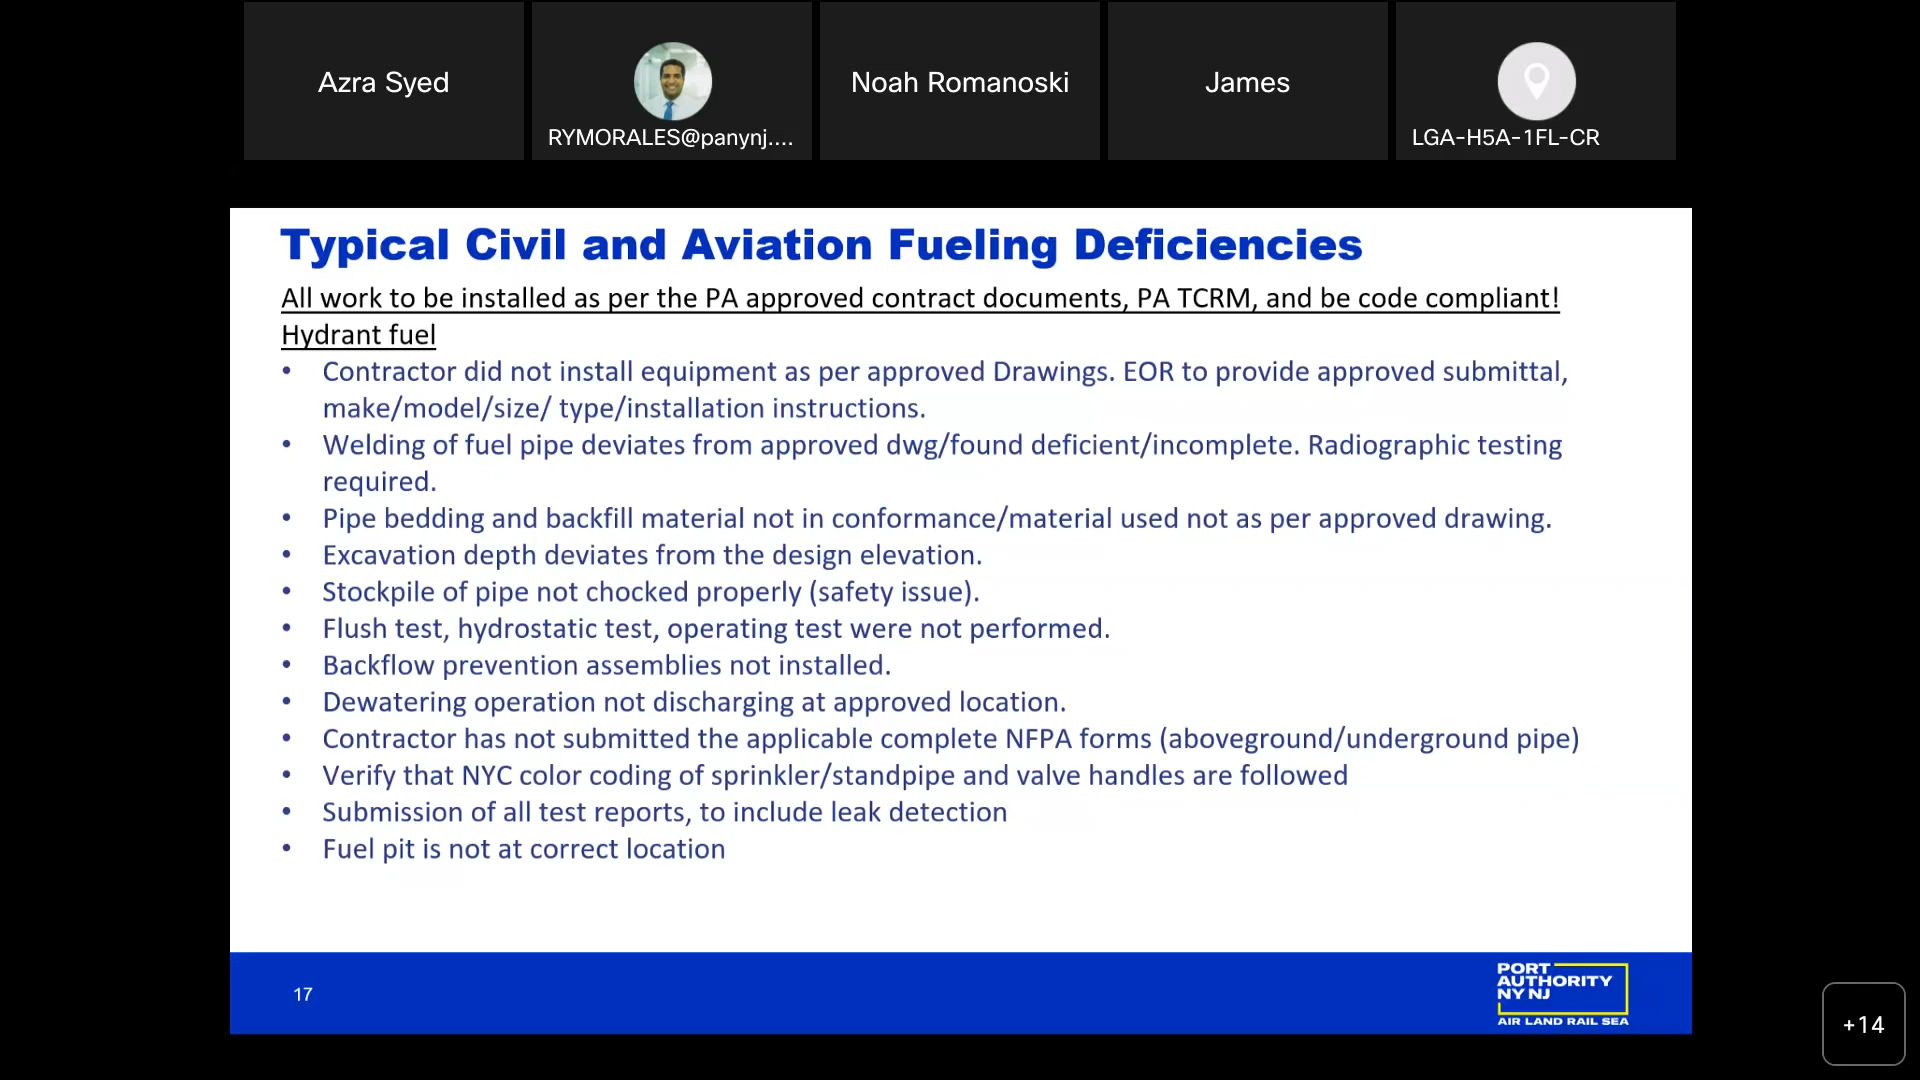 Azra Syed
RYMORALES@panynj....
Noah Romanoski
James
LGA-H5A-1FL-CR
Typical Civil and Aviation Fueling Deficiencies
All work to be installed as per the PA approved contract documents, PA TCRM, and be code compliant!
Hydrant fuel
• Contractor did not install equipment as per approved Drawings. EOR to provide approved submittal,
make/model/size/ type/installation instructions.
• Welding of fuel pipe deviates from approved dwg/found deficient/incomplete. Radiographic testing
required.
• Pipe bedding and backfill material not in conformance/material used not as per approved drawing.
• Excavation depth deviates from the design elevation.
• Stockpile of pipe not chocked properly (safety issue).
• Flush test, hydrostatic test, operating test were not performed.
• Backflow prevention assemblies not installed.
• Dewatering operation not discharging at approved location.
• Contractor has not submitted the applicable complete NFPA forms (aboveground/underground pipe)
• Verify that NYC color coding of sprinkler/standpipe and valve handles are followed
• Submission of all test reports, to include leak detection
• Fuel pit is not at correct location
17
PORT
AUTHORITY
NY NJ
AIR LAND RAIL SEA
+14